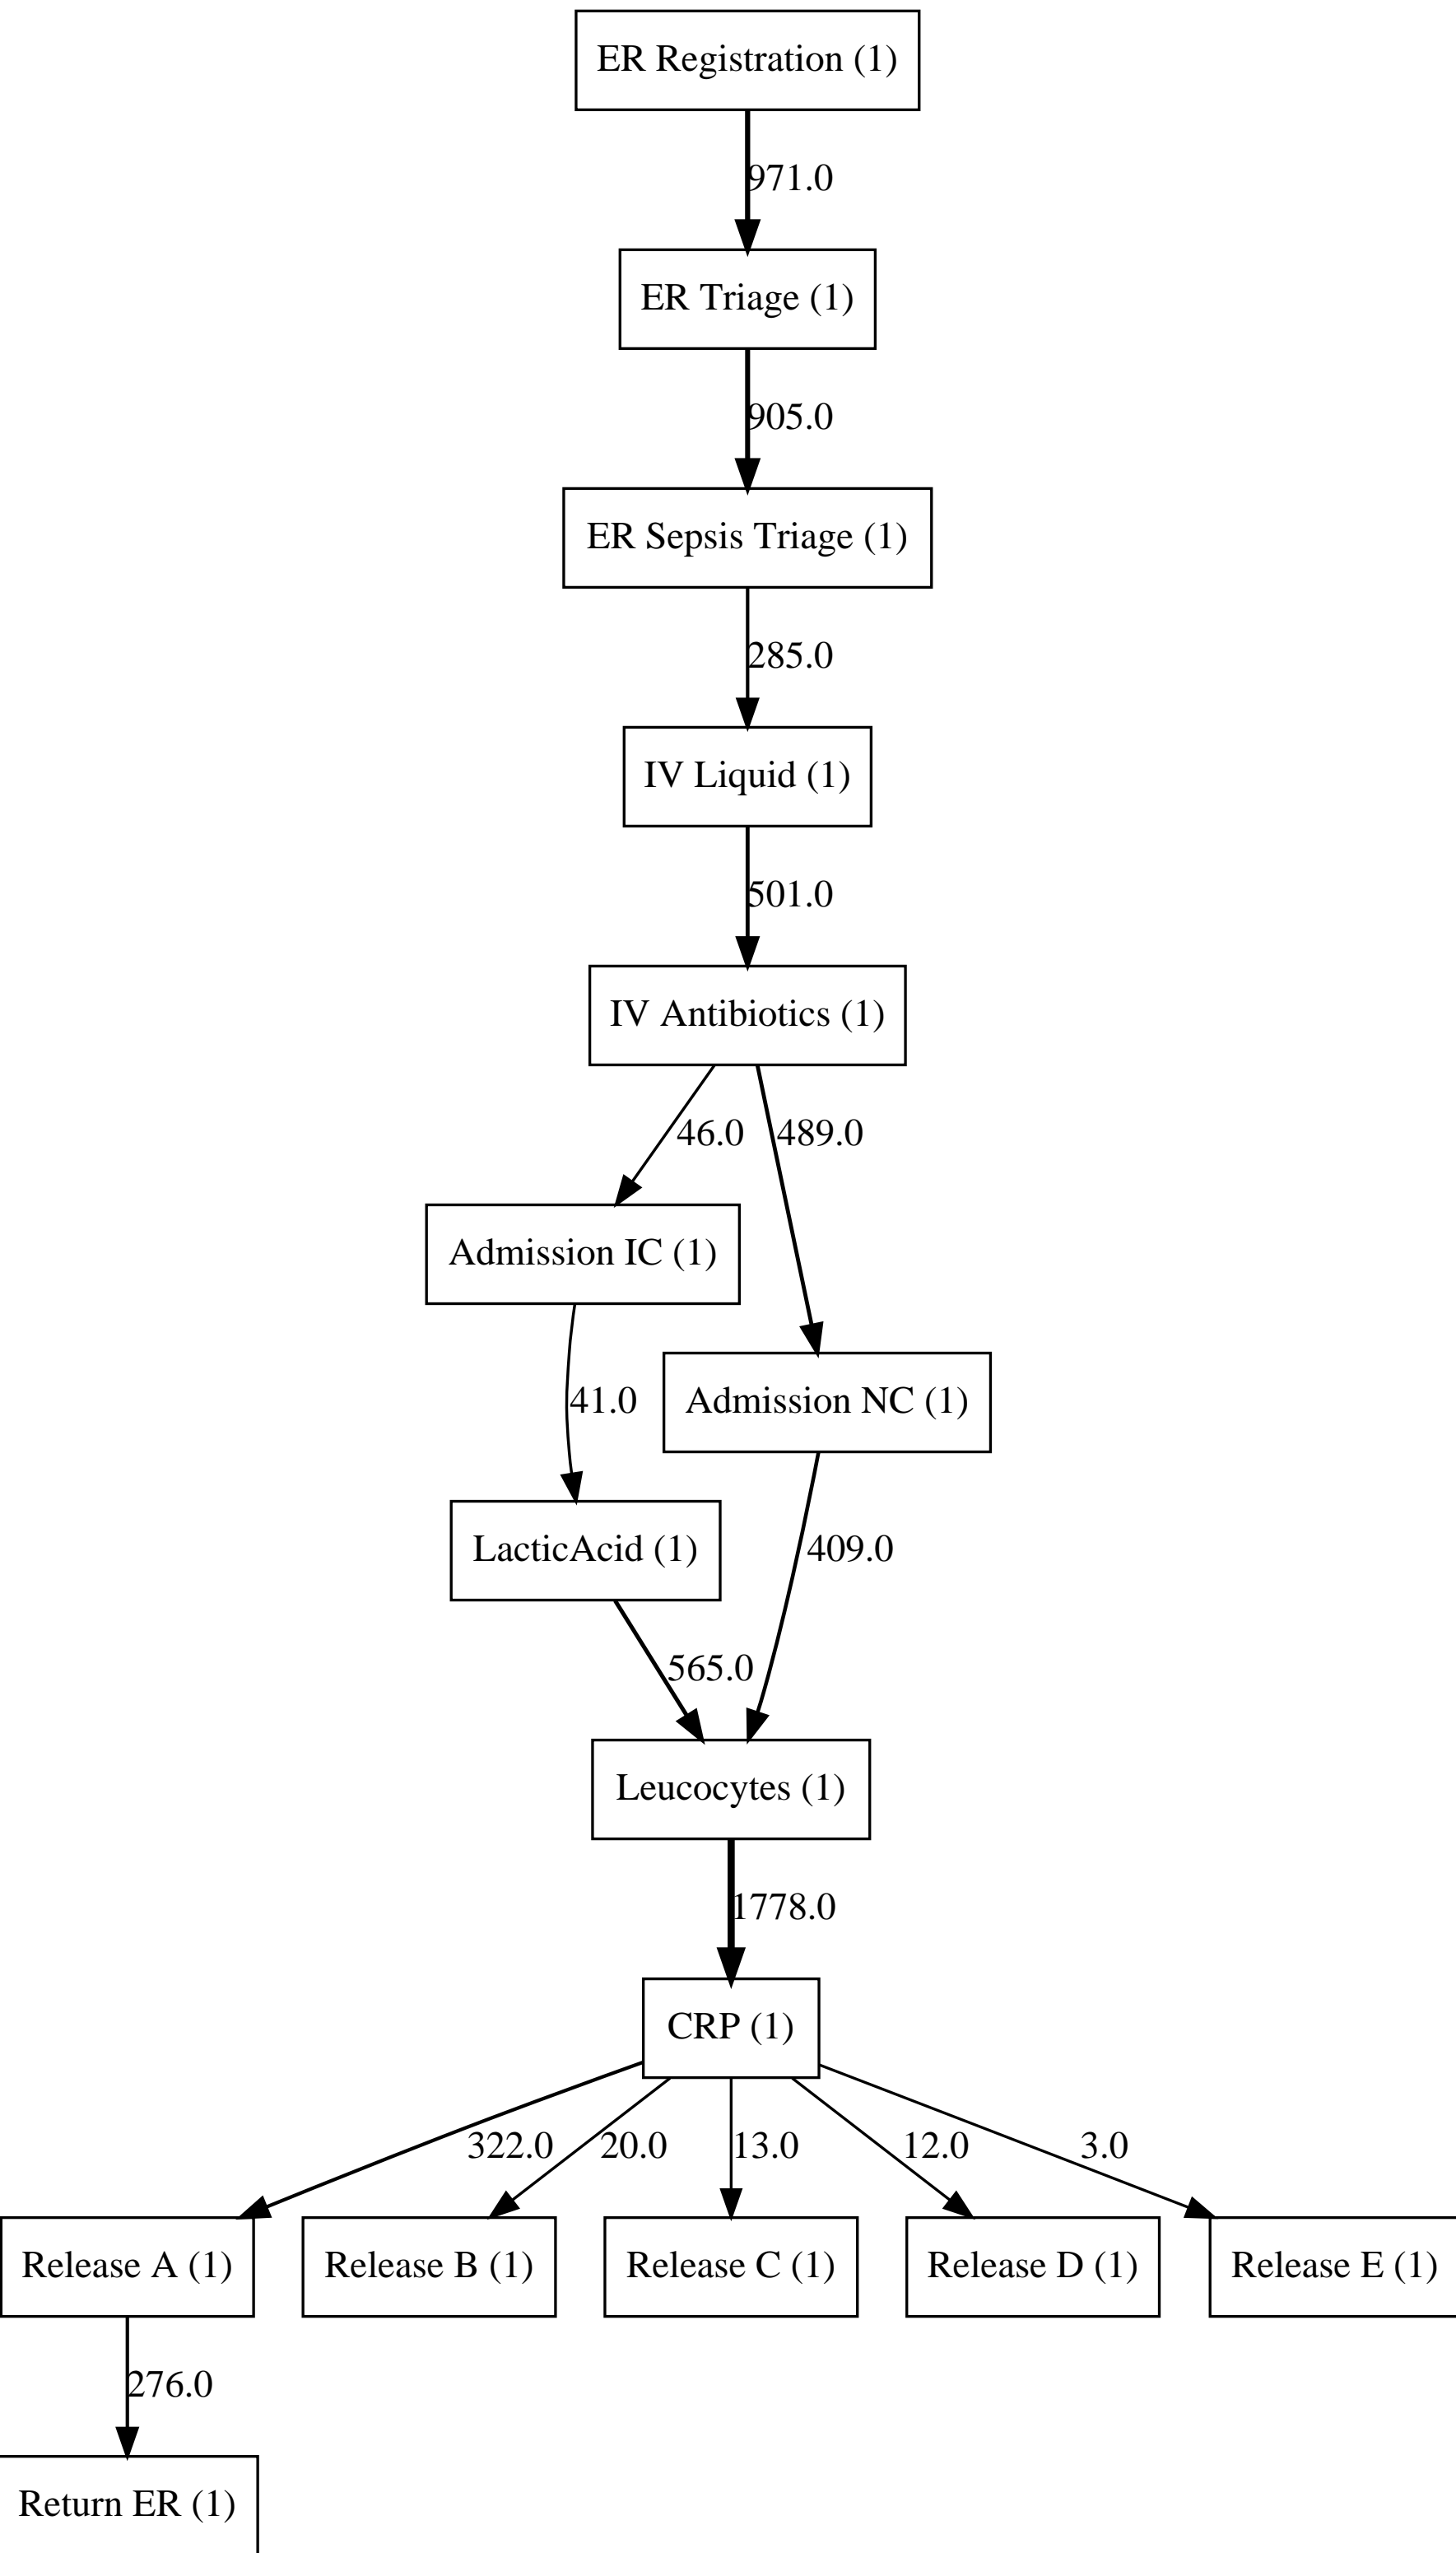 ER Registration (1)
971.0
ER Triage (1)
905.0
ER Sepsis Triage (1)
285.0
IV Liquid (1)
501.0
IV Antibiotics (1)
46.0
489.0
Admission IC (1)
41.0
Admission NC (1)
LacticAcid (1)
409.0
565.0
Leucocytes (1)
1778.0
CRP (1)
322.0
20.0
13.0
12.0
3.0
Release A (1)
Release B (1)
Release C (1)
Release D (1)
Release E (1)
276.0
Return ER (1)